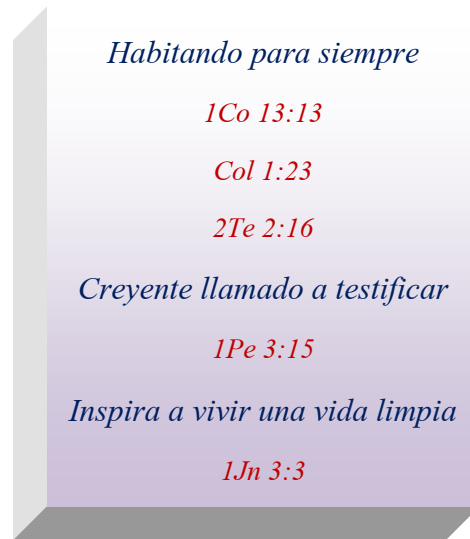 Habitando para siempre
1Co 13:13
Col 1:23
2Te 2:16
Creyente llamado a testificar
1Pe 3:15
Inspira a vivir una vida limpia
1Jn 3:3